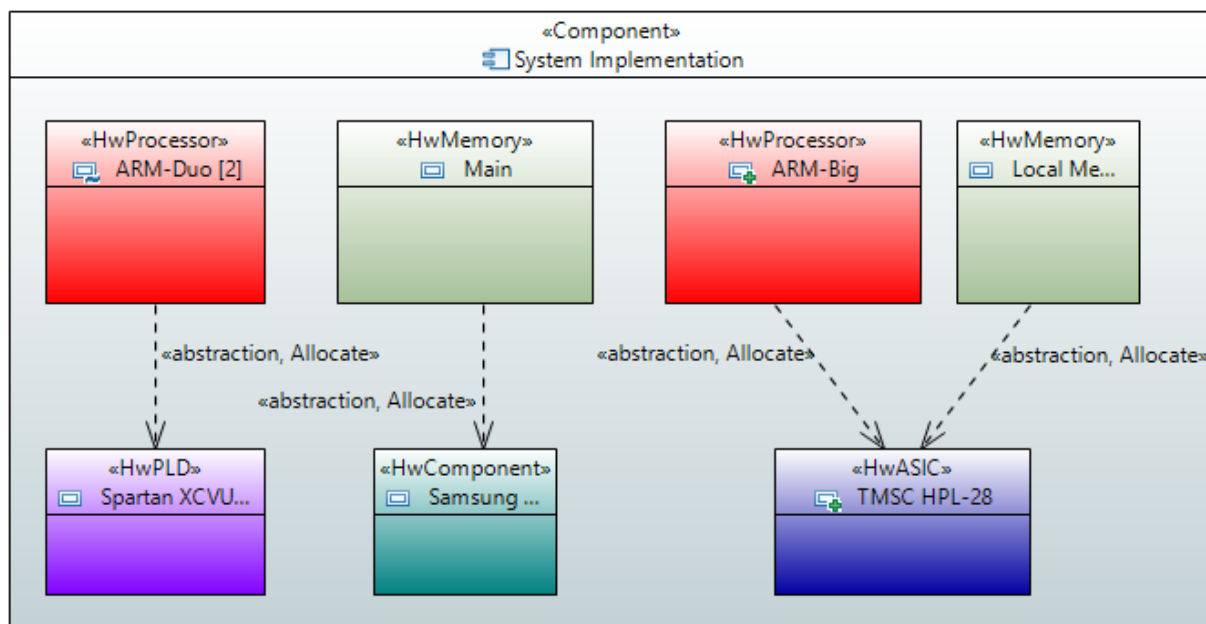 «Component»
System Implementation
«HwProcessor»
ARM-Duo [2]
«HwMemory»
Main
«HwProcessor»
ARM-Big
«HwMemory»
Local Me...
«abstraction, Allocate»
«abstraction, Allocate»
«abstraction, Allocate»
«abstraction, Allocate»
«HwPLD»
Spartan XCVU...
«HwComponent»
Samsung ...
«HwASIC»
TMSC HPL-28